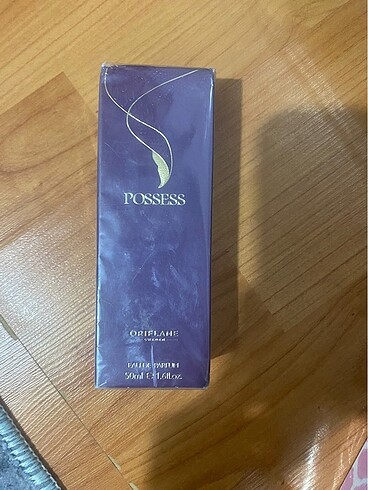 POSSESS
ORIFLAME
SWEDEN
EAU DE PARFUM
50ml ℮ 1.6fl.oz.